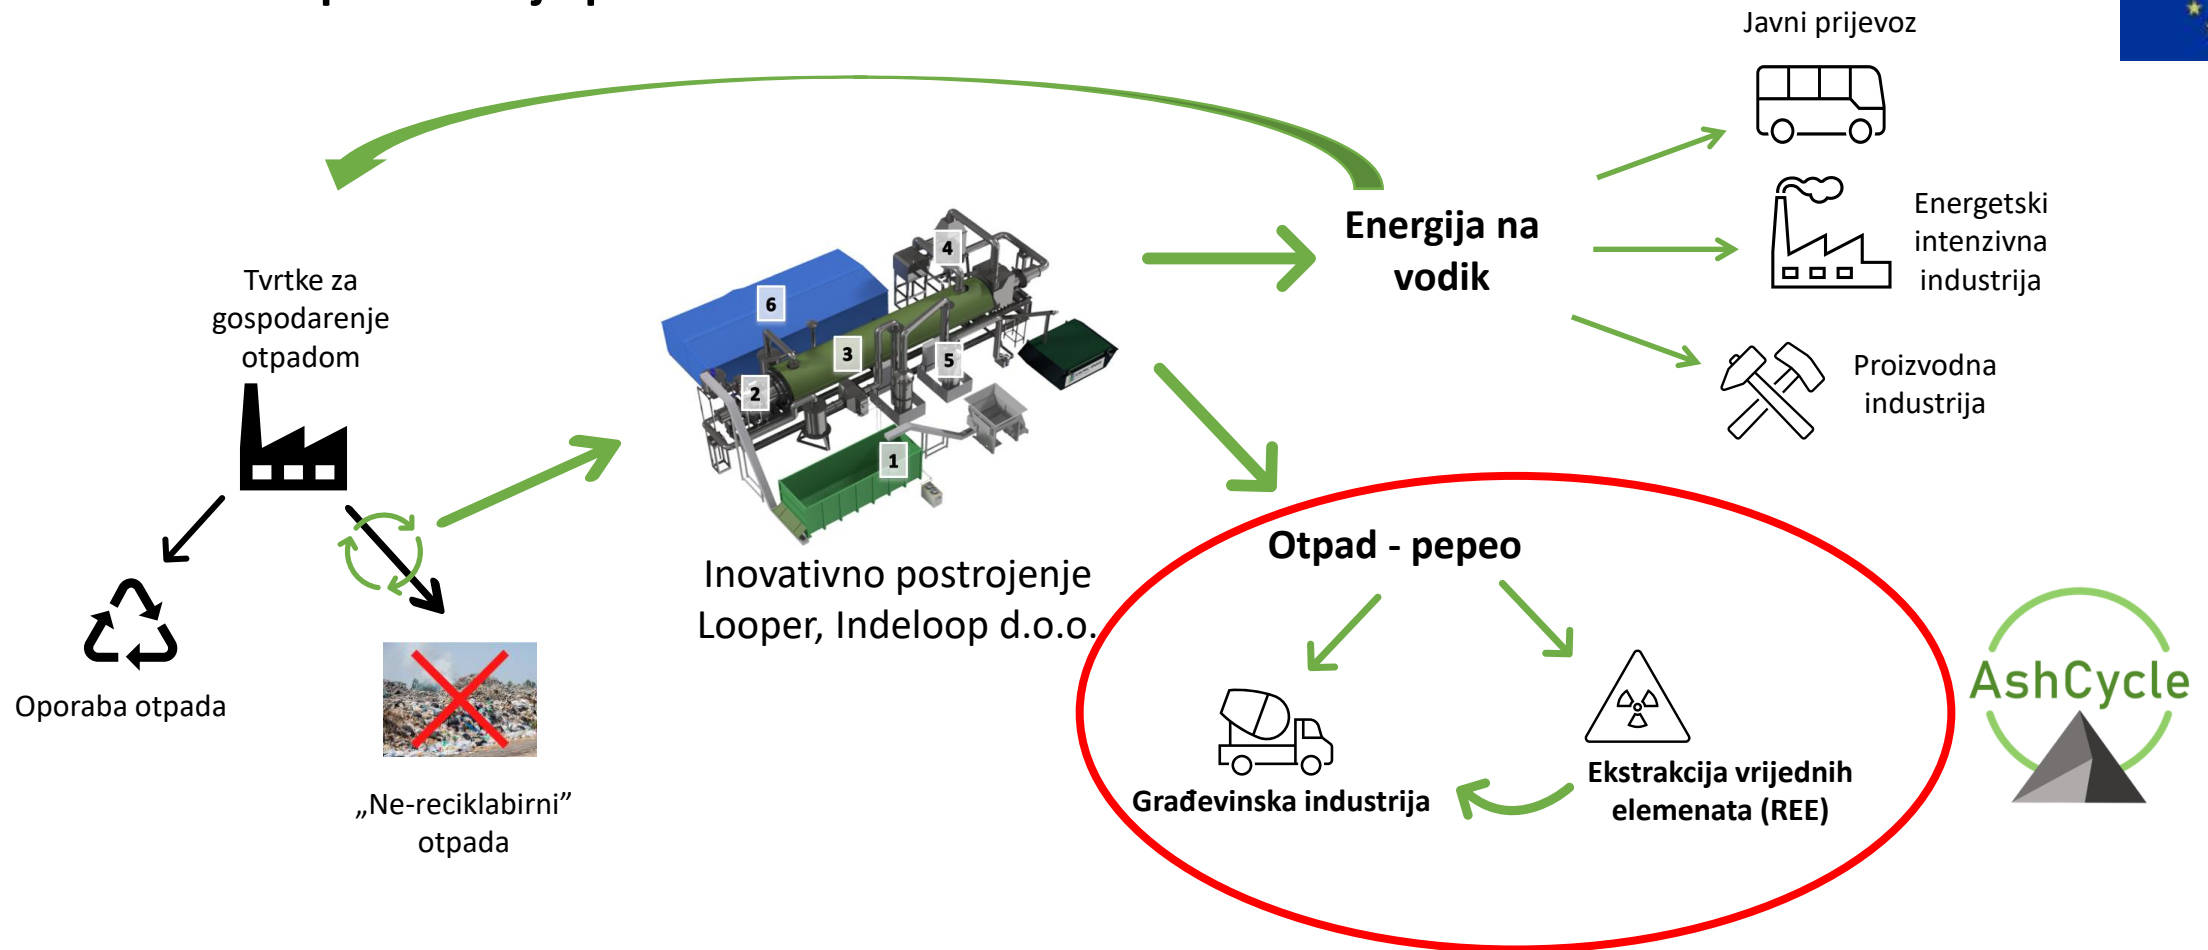 Javni prijevoz
Energetski
intenzivna
industrija
Proizvodna
industrija
Energija na
vodik
Tvrtke za
gospodarenje
otpadom
4
6
3
5
2
1
Inovativno postrojenje
Looper, Indeloop d.o.o.
Oporaba otpada
„Ne-reciklabirni”
otpada
Otpad - pepeo
Građevinska industrija
Ekstrakcija vrijednih
elemenata (REE)
AshCycle